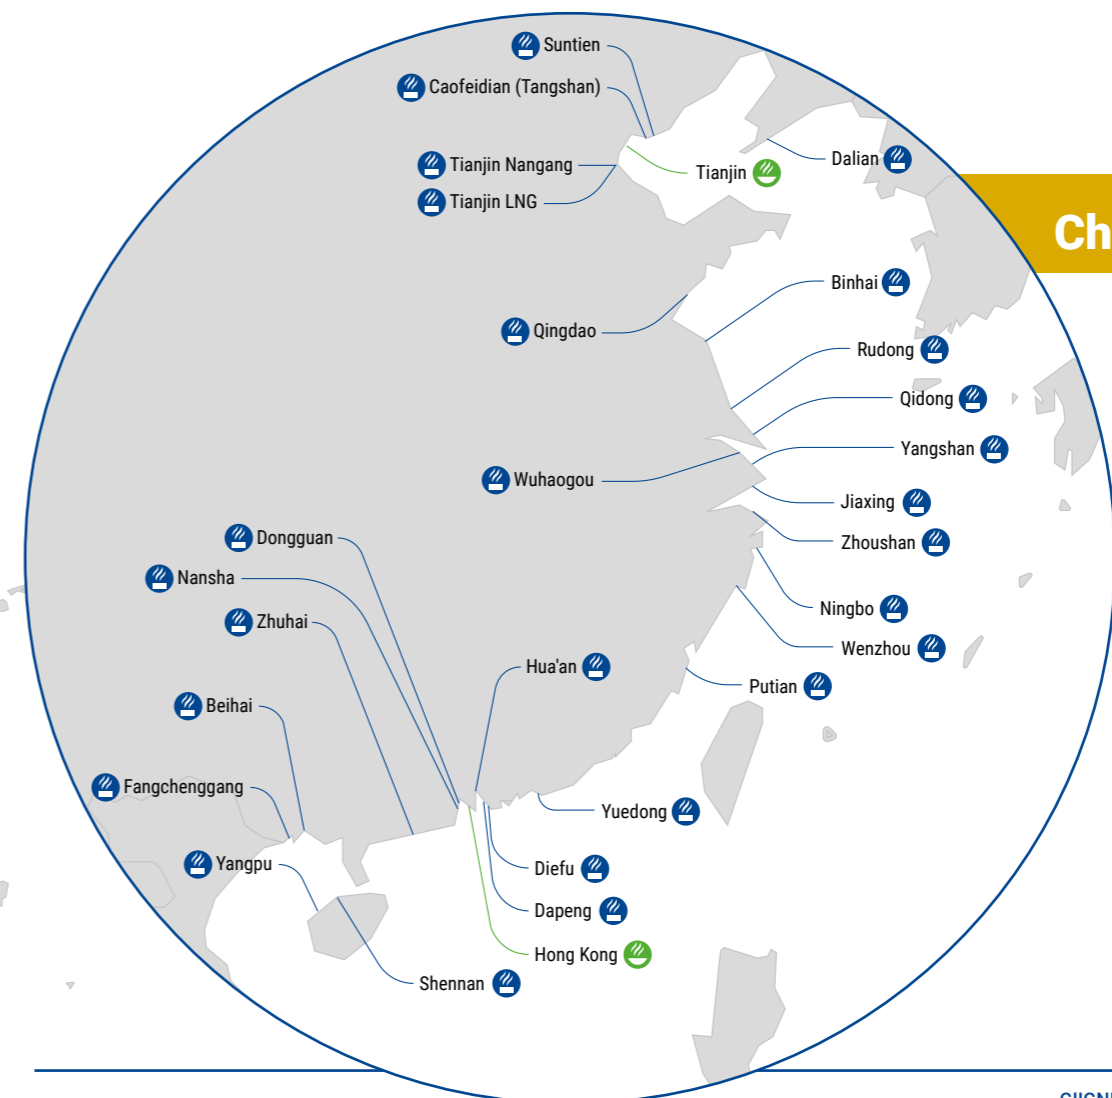 Suntien
Caofeidian (Tangshan)
Tianjin Nangang
Tianjin
Dalian
Tianjin LNG
Ch
Binhai
Qingdao
Rudong
Qidong
Yangshan
Wuhaogou
Jiaxing
Dongguan
Zhoushan
Nansha
Ningbo
Zhuhai
Wenzhou
Hua'an
Putian
Beihai
Fangchenggang
Yuedong
Yangpu
Diefu
Dapeng
Hong Kong
Shennan